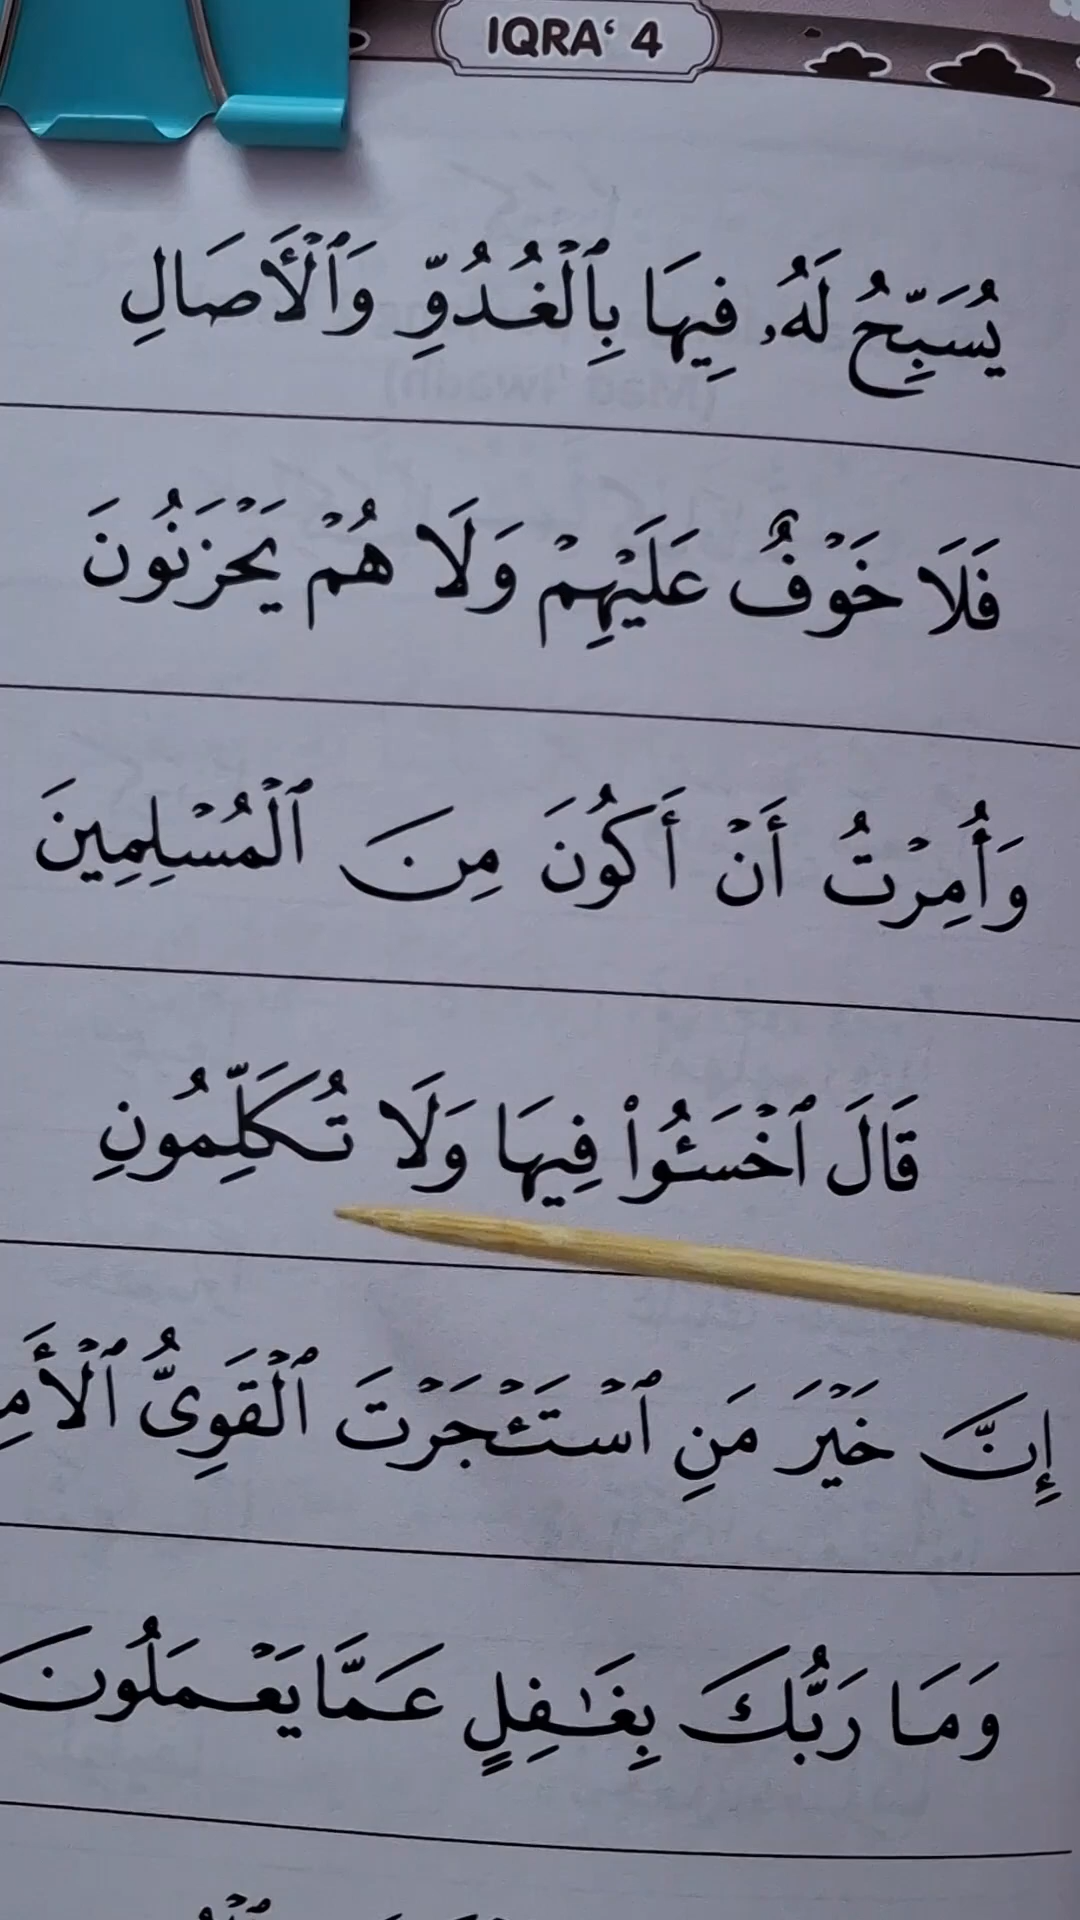 IQRA‘ 4
يُسَبِّحُ لَهُۥ فِيهَا بِٱلْغُدُوِّ وَٱلْأَصَالِ
فَلَا خَوْفٌ عَلَيْهِمْ وَلَا هُمْ يَحْزَنُونَ
وَأُمِرْتُ أَنْ أَكُونَ مِنَ ٱلْمُسْلِمِينَ
قَالَ ٱخْسَـُٔوا۟ فِيهَا وَلَا تُكَلِّمُونِ
إِنَّ خَيْرَ مَنِ ٱسْتَـْٔجَرْتَ ٱلْقَوِىُّ
وَمَا رَبُّكَ بِغَـٰفِلٍ عَمَّا يَعْمَلُونَ